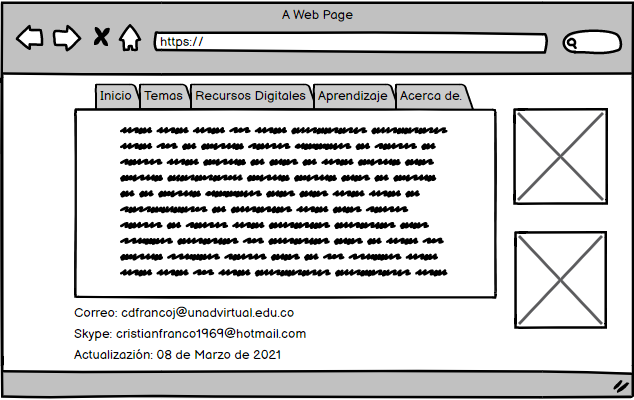 A Web Page
https://
Inicio Temas Recursos Digitales Aprendizaje Acerca de.
Correo: cdfrancoj@unadvirtual.edu.co
Skype: cristianfranco1969@hotmail.com
Actualizazión: 08 de Marzo de 2021